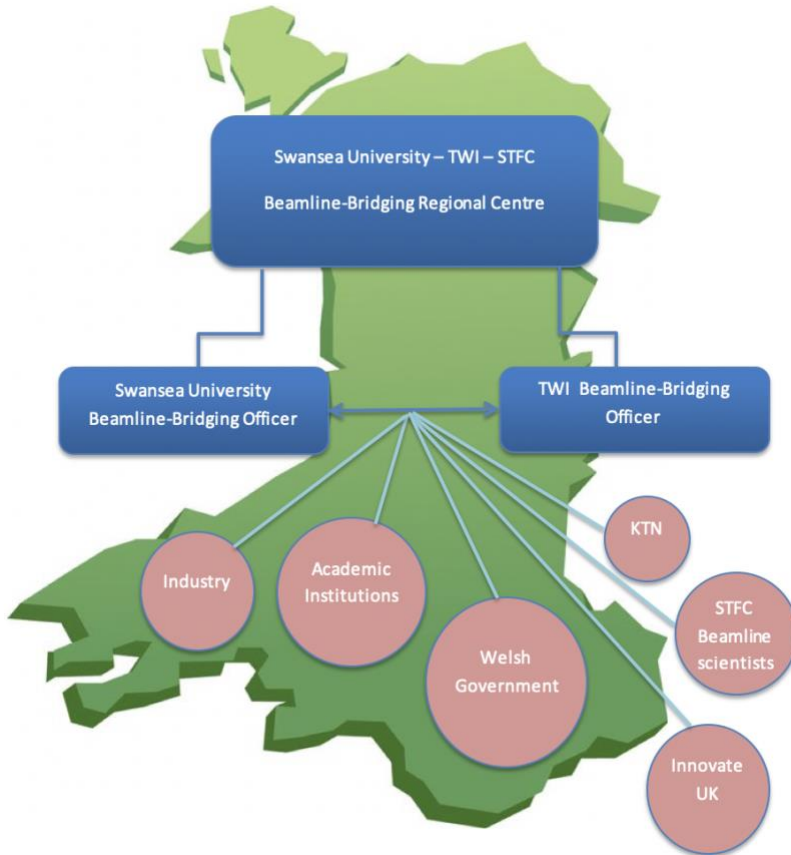 Swansea University – TWI – STFC
Beamline-Bridging Regional Centre
Swansea University
Beamline-Bridging Officer
TWI Beamline-Bridging
Officer
KTN
Industry
Academic
Institutions
STFC
Beamline
scientists
Welsh
Government
Innovate
UK